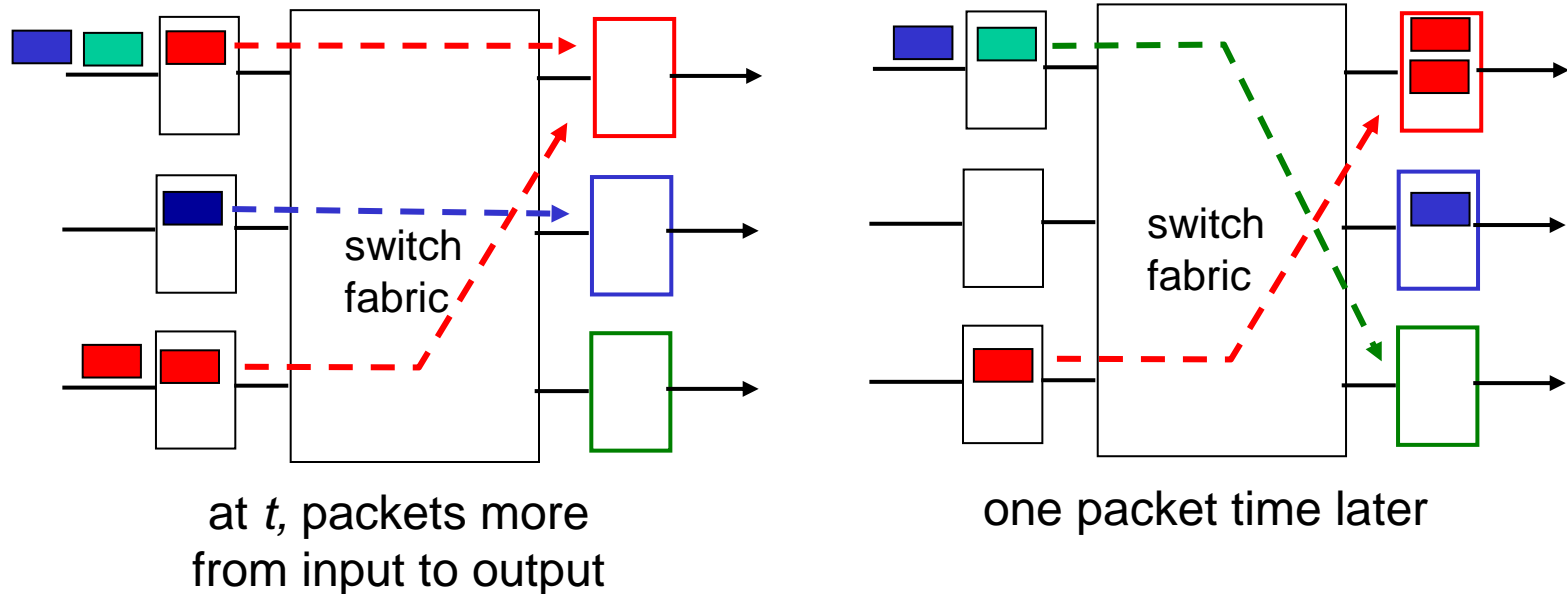 switch
fabric
at t, packets more
from input to output
switch
fabric
one packet time later